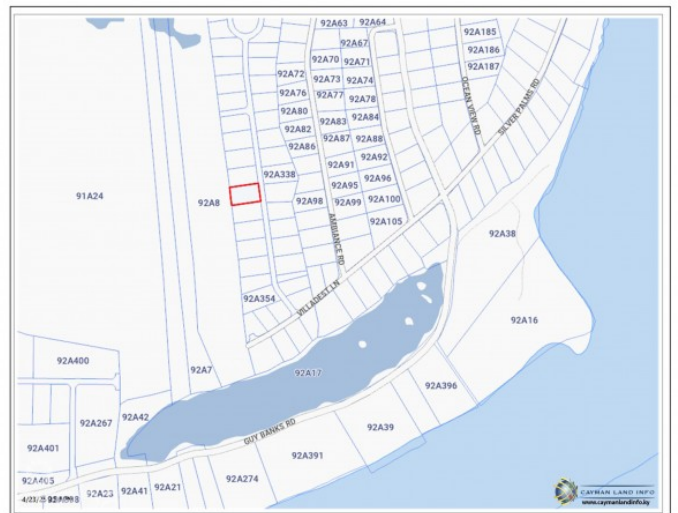 92A63 92A64
92A185
92A67
92A186
92A70 92A71
92A187
92A72
92A73 92A74
92A76 92A77
92A78
92A80
92A83 92A84
92A82
92A87 92A88
92A86
92A91 92A92
92A338
91A24
92A8
92A95 92A96
92A98 92A99 92A100
92A105
OCEAN VIEW RD
SILVER PALMS RD
AMBIANCE RD
92A38
92A354
VILLADEST LN
92A16
92A400
92A7
92A17
92A396
92A42
92A267
GUY BANKS RD
92A39
92A401
92A391
92A405
92A274
92A23 92A41 92A21
CAYMAN LAND INFO
www.caymanlandinfo.ky